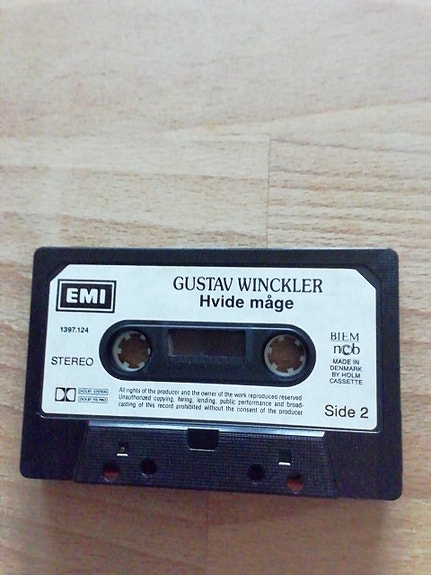 EMI
GUSTAV WINCKLER
Hvide måge
1397.124
STEREO
BIEM
ncb
MADE IN
DENMARK
BY HOLM
CASSETTE
DOLBY SYSTEM
All rights of the producer and the owner of the work reproduced reserved
Unauthorized copying, hiring, lending, public performance and broad-
casting of this record prohibited without the consent of the producer
Side 2